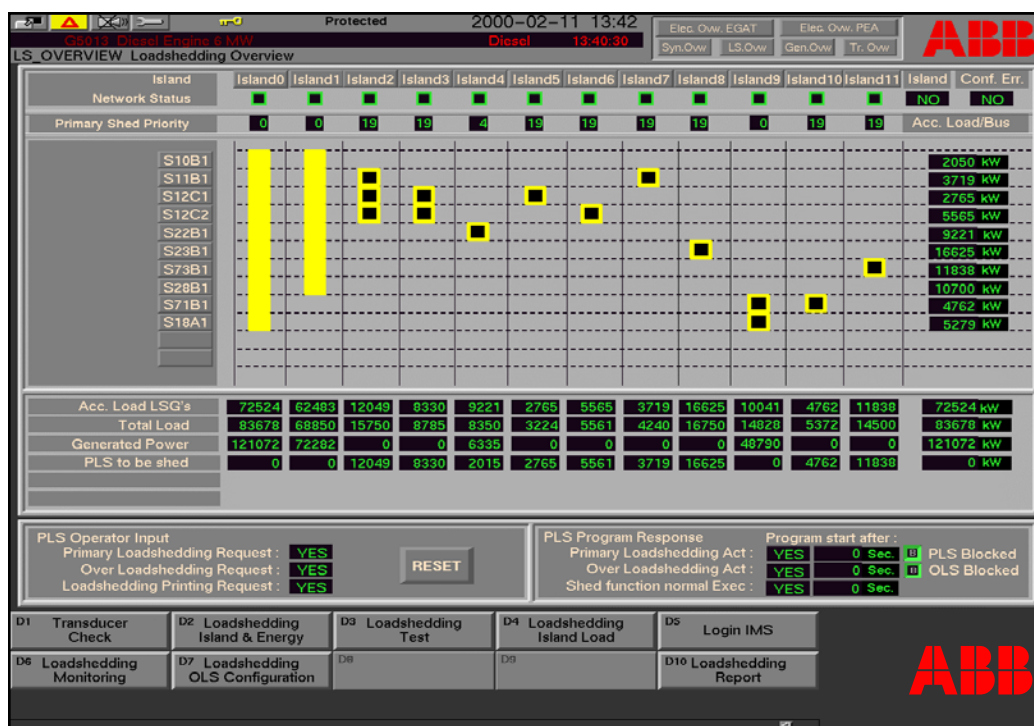 Protected 2000-02-11 13:42 Elec. Ovw. EGAT Elec. Ovw. PEA ABB
G5013 Diesel Engine 6 MW Diesel 13:40:30 Syn.Ovw LS.Ovw Gen.Ovw Tr. Ovw
LS_OVERVIEW Loadshedding Overview
Island Island0 Island1 Island2 Island3 Island4 Island5 Island6 Island7 Island8 Island9 Island10 Island11 Island Conf. Err.
Network Status NO NO
Primary Shed Priority 0 0 19 19 4 19 19 19 19 0 19 19 Acc. Load/Bus
S10B1 2050 kW
S11B1 3719 kW
S12C1 2765 kW
S12C2 5565 kW
S22B1 9221 kW
S23B1 16625 kW
S73B1 11838 kW
S28B1 10700 kW
S71B1 4762 kW
S18A1 5279 kW
Acc. Load LSG's 72524 62483 12049 8330 9221 2765 5565 3719 16625 10041 4762 11838 72524 kW
Total Load 83678 68850 15750 8785 8350 3224 5561 4240 16750 14828 5372 14500 83678 kW
Generated Power 121072 72282 0 0 6335 0 0 0 0 48790 0 0 121072 kW
PLS to be shed 0 0 12049 8330 2015 2765 5561 3719 16625 0 4762 11838 0 kW
PLS Operator Input
Primary Loadshedding Request : YES
Over Loadshedding Request : YES
Loadshedding Printing Request : YES
RESET
PLS Program Response Program start after :
Primary Loadshedding Act : YES 0 Sec. B PLS Blocked
Over Loadshedding Act : YES 0 Sec. B OLS Blocked
Shed function normal Exec : YES 0 Sec.
D1 Transducer Check
D2 Loadshedding Island & Energy
D3 Loadshedding Test
D4 Loadshedding Island Load
D5 Login IMS
D6 Loadshedding Monitoring
D7 Loadshedding OLS Configuration
D8
D9
D10 Loadshedding Report
ABB